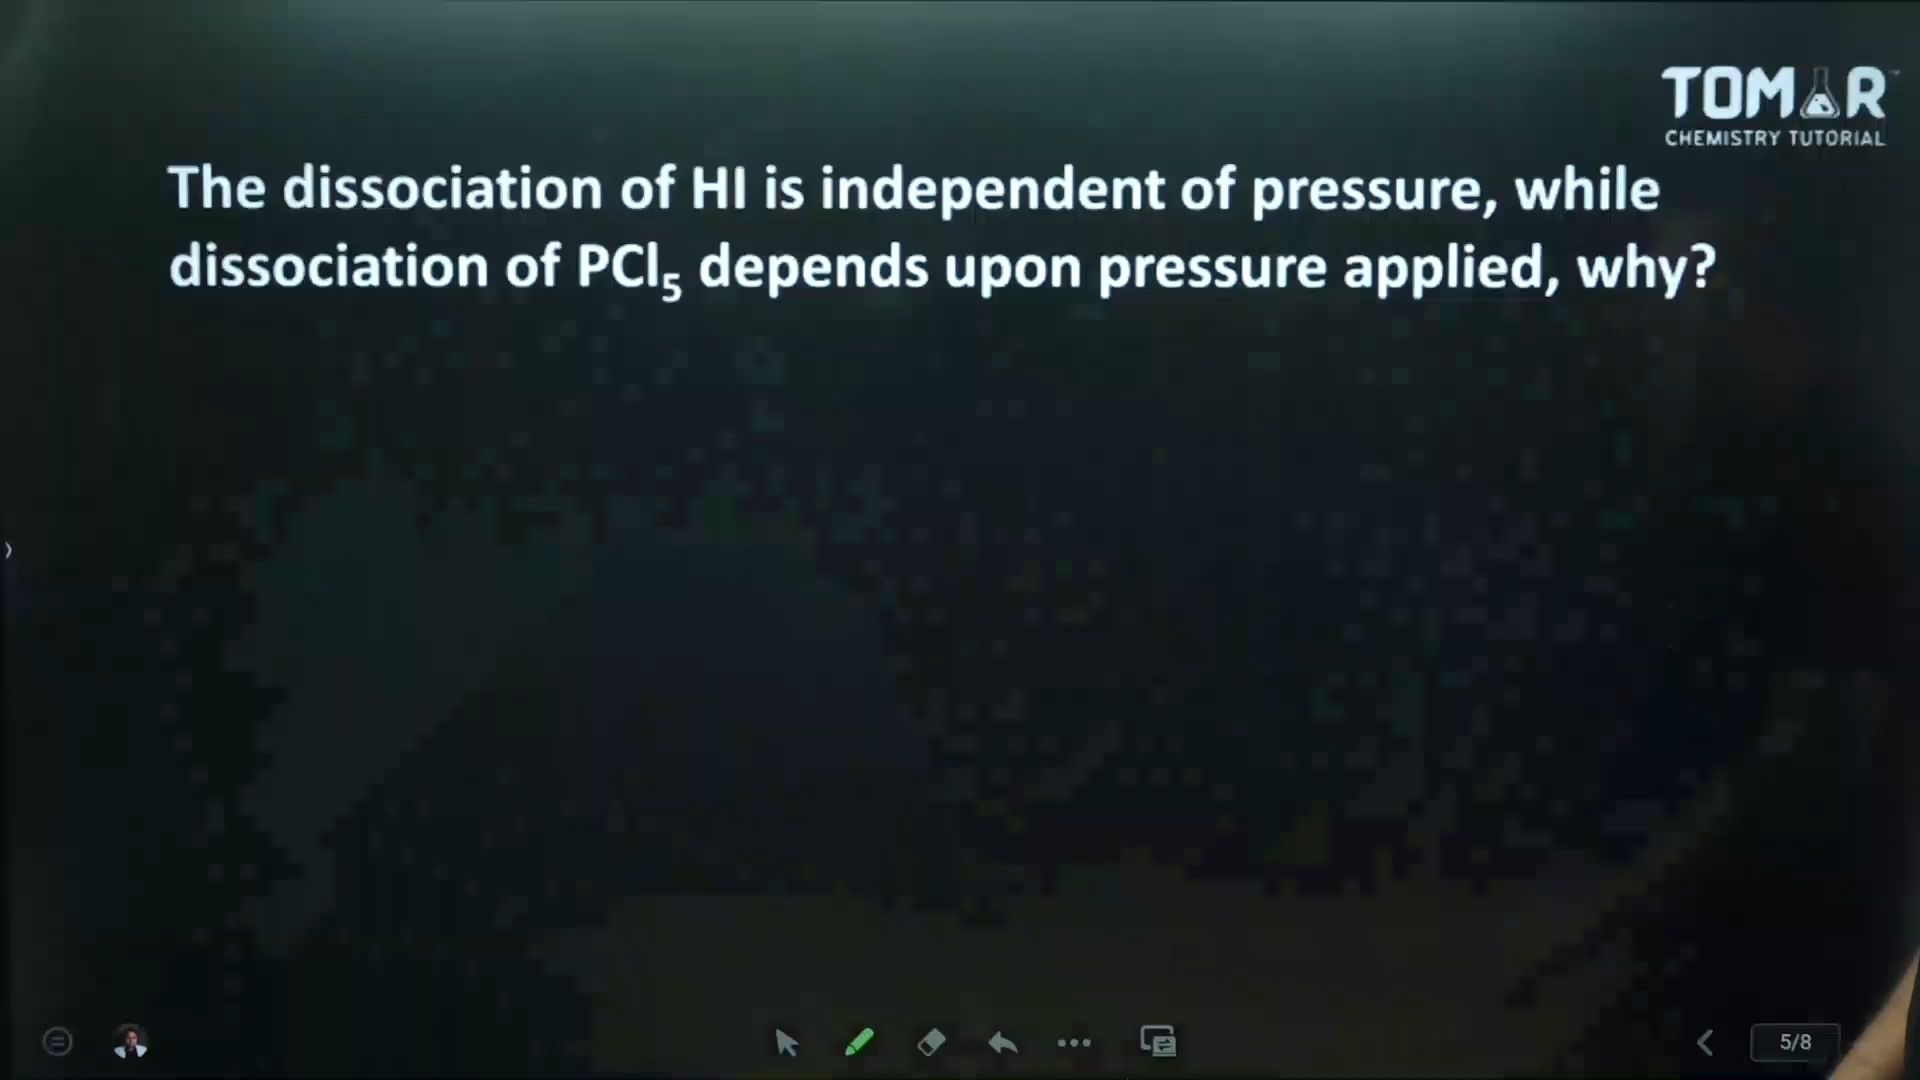 TOMAR
CHEMISTRY TUTORIAL
The dissociation of HI is independent of pressure, while
dissociation of PCl₅ depends upon pressure applied, why?
5/8